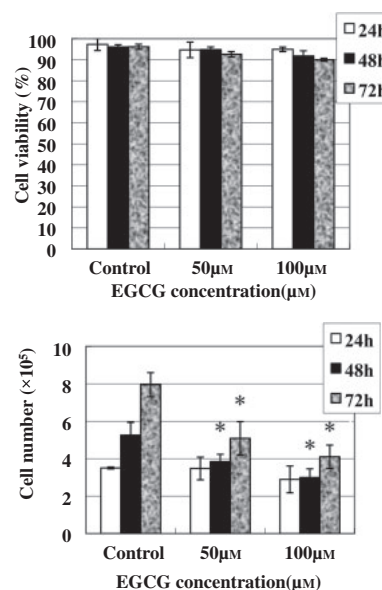 100
90
80
70
60
50
40
30
20
10
0
Cell viability (%)
24h
48h
72h
Control 50μM 100μM
EGCG concentration(μM)
10
8
6
4
2
0
Cell number (×10⁵)
24h
48h
72h
* * * *
Control 50μM 100μM
EGCG concentration(μM)